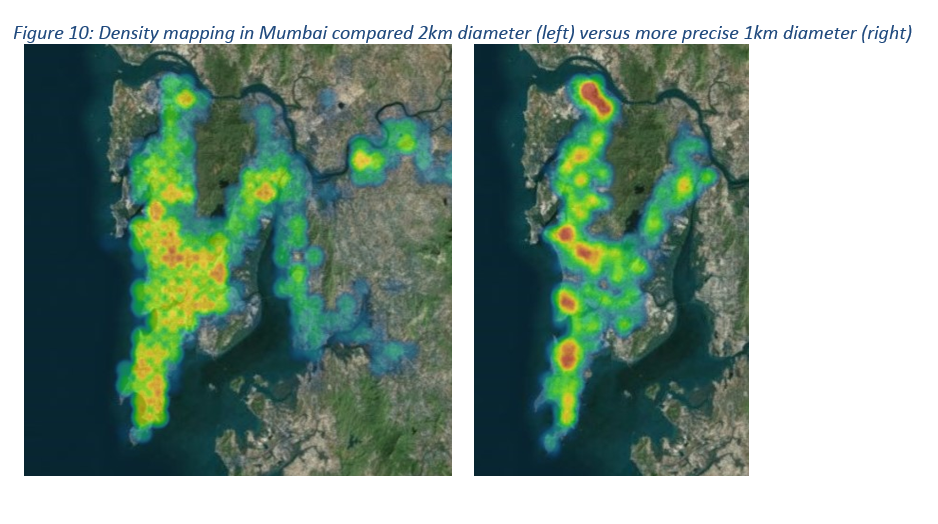 Figure 10: Density mapping in Mumbai compared 2km diameter (left) versus more precise 1km diameter (right)